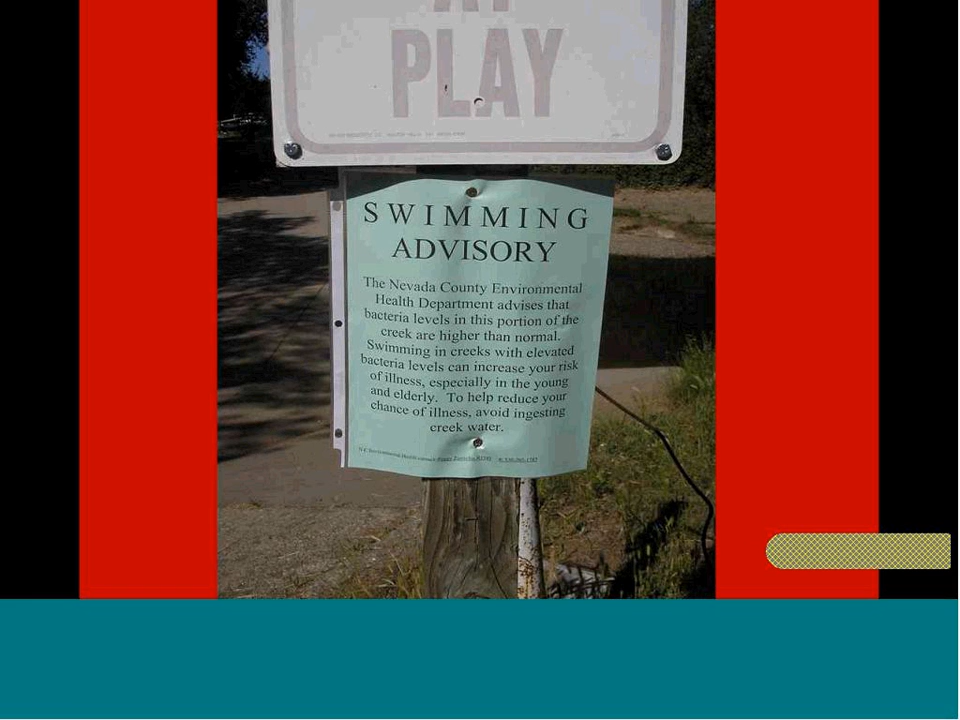 PLAY
SWIMMING
ADVISORY
The Nevada County Environmental
Health Department advises that
bacteria levels in this portion of the
creek are higher than normal.
Swimming in creeks with elevated
bacteria levels can increase your risk
of illness, especially in the young
and elderly. To help reduce your
chance of illness, avoid ingesting
creek water.